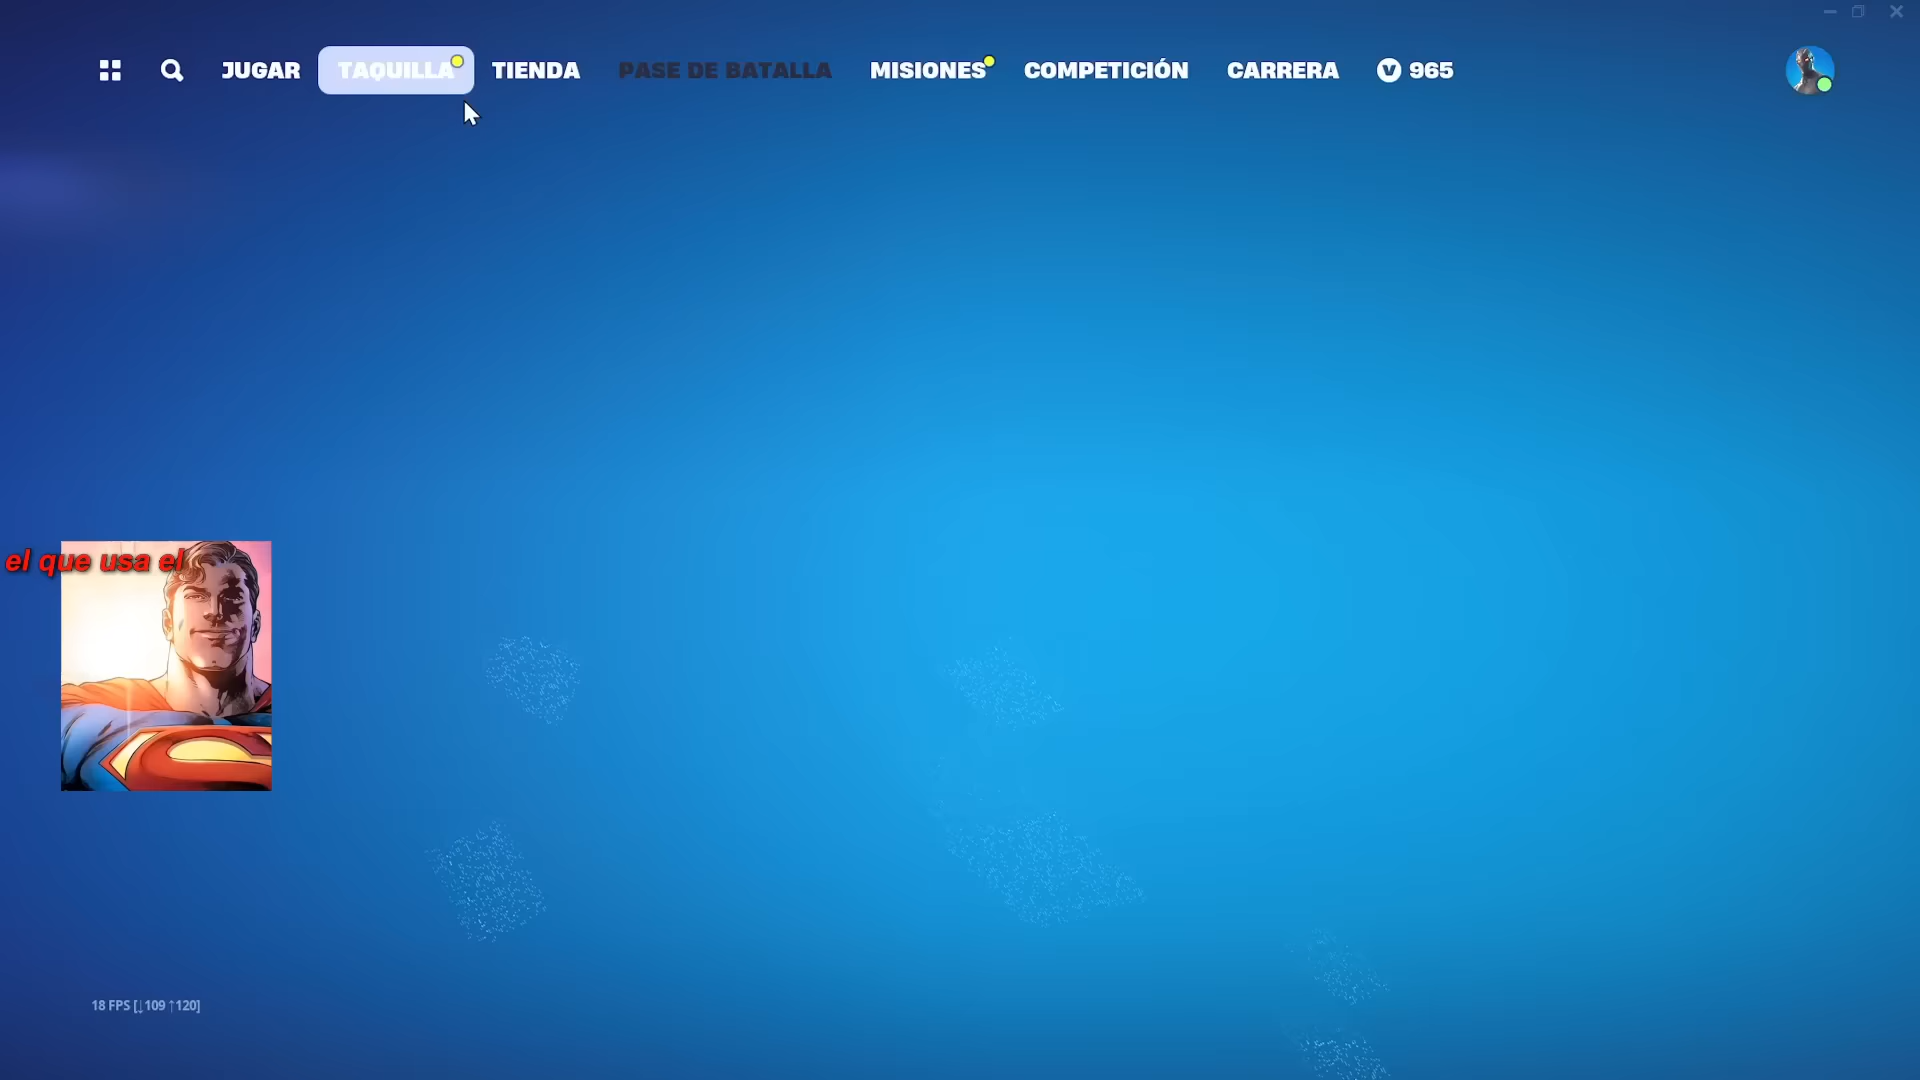 JUGAR TAQUILLA TIENDA PASE DE BATALLA MISIONES COMPETICIÓN CARRERA V 965
el que usa el
18 FPS [↓109 ↑120]